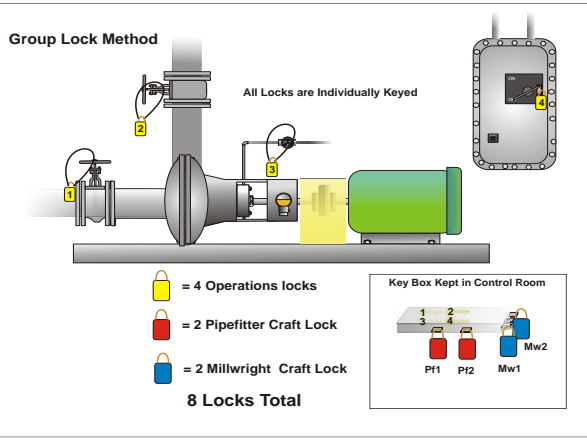 Group Lock Method
All Locks are Individually Keyed
1
2
3
4
= 4 Operations locks
= 2 Pipefitter Craft Lock
= 2 Millwright Craft Lock
8 Locks Total
Key Box Kept in Control Room
1 2
3 4
Pf1 Pf2 Mw1 Mw2